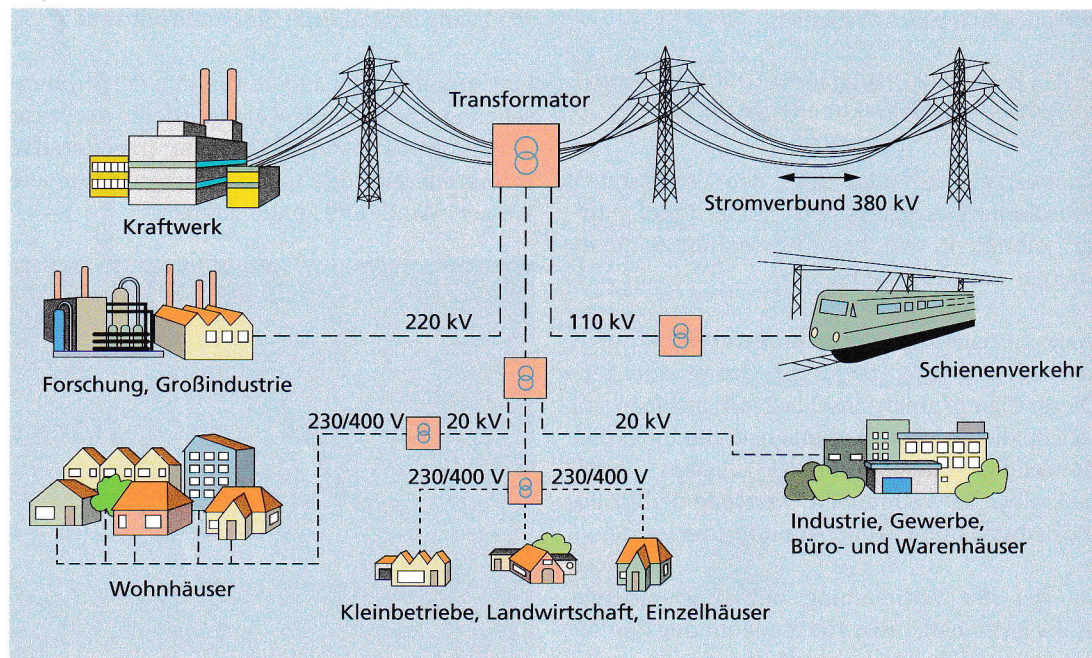 Transformator
Stromverbund 380 kV
Kraftwerk
220 kV
110 kV
Forschung, Großindustrie
Schienenverkehr
230/400 V
20 kV
20 kV
230/400 V
230/400 V
Industrie, Gewerbe,
Büro- und Warenhäuser
Wohnhäuser
Kleinbetriebe, Landwirtschaft, Einzelhäuser